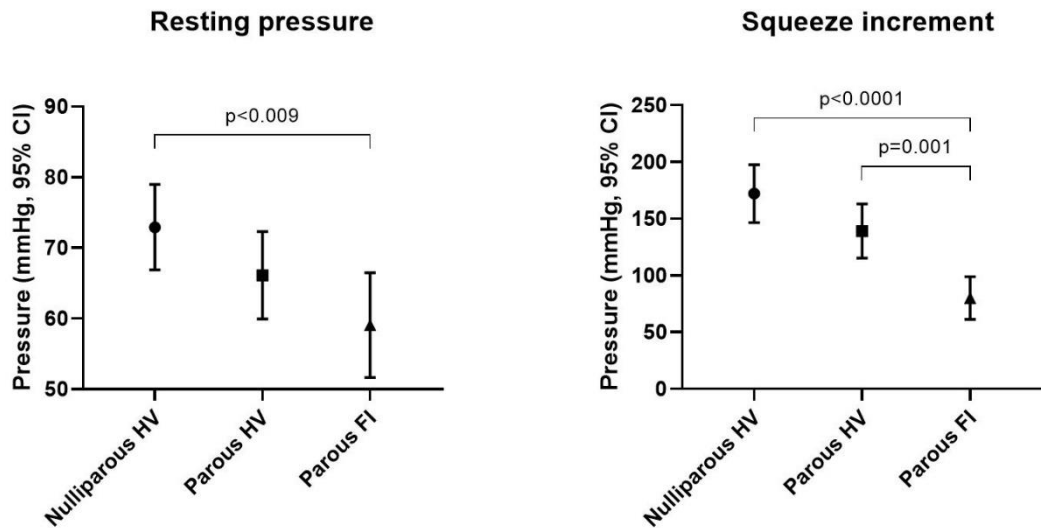 Resting pressure
Pressure (mmHg, 95% CI)
90
80
70
60
50
p<0.009
Nulliparous HV
Parous HV
Parous FI
Squeeze increment
Pressure (mmHg, 95% CI)
250
200
150
100
50
0
p<0.0001
p=0.001
Nulliparous HV
Parous HV
Parous FI